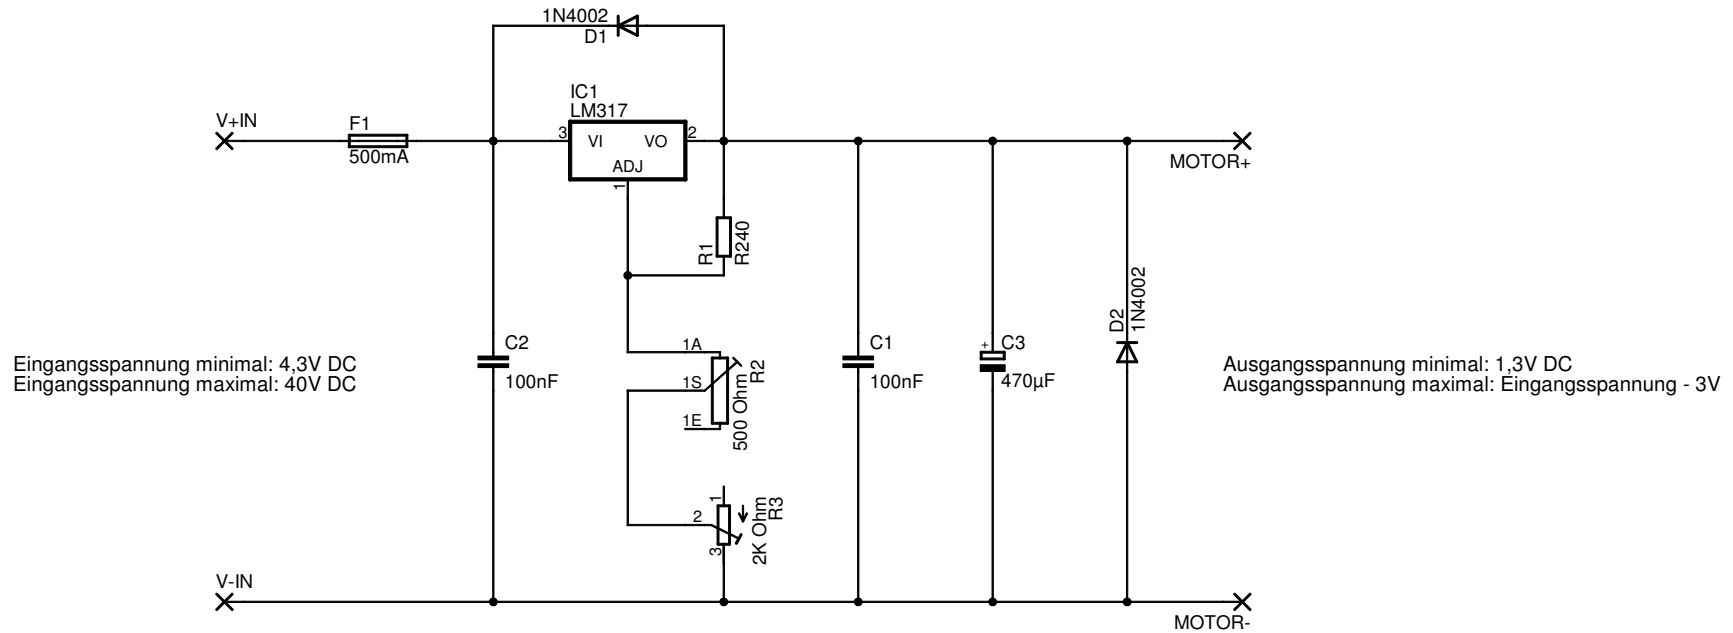 1N4002
D1
IC1
LM317
V+IN
F1
500mA
3
VI
VO
2
ADJ
1
MOTOR+
R1
R240
D2
1N4002
Eingangsspannung minimal: 4,3V DC
Eingangsspannung maximal: 40V DC
C2
100nF
1A
1S
1E
500 Ohm
R2
C1
100nF
+
C3
470µF
Ausgangsspannung minimal: 1,3V DC
Ausgangsspannung maximal: Eingangsspannung - 3V
1
2
3
2K Ohm
R3
V-IN
MOTOR-